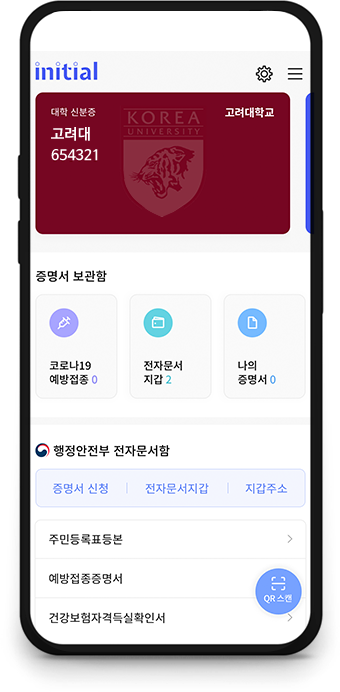 initial
대학 신분증
고려대학교
고려대
654321
KOREA
UNIVERSITY
증명서 보관함
코로나19
예방접종 0
전자문서
지갑 2
나의
증명서 0
행정안전부 전자문서함
증명서 신청
전자문서지갑
지갑주소
주민등록표등본
예방접종증명서
건강보험자격득실확인서
QR 스캔